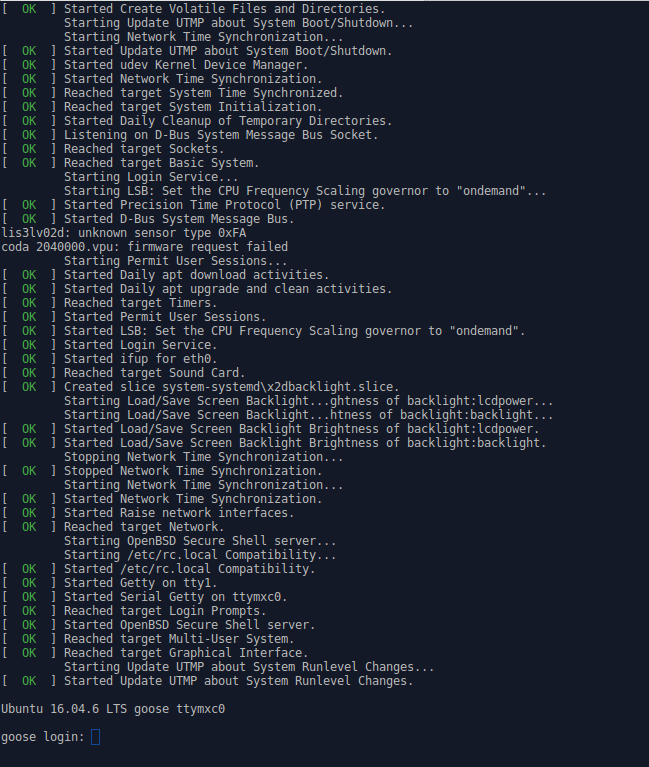 [  OK  ] Started Create Volatile Files and Directories.
         Starting Update UTMP about System Boot/Shutdown...
         Starting Network Time Synchronization...
[  OK  ] Started Update UTMP about System Boot/Shutdown.
[  OK  ] Started udev Kernel Device Manager.
[  OK  ] Started Network Time Synchronization.
[  OK  ] Reached target System Time Synchronized.
[  OK  ] Reached target System Initialization.
[  OK  ] Started Daily Cleanup of Temporary Directories.
[  OK  ] Listening on D-Bus System Message Bus Socket.
[  OK  ] Reached target Sockets.
[  OK  ] Reached target Basic System.
         Starting Login Service...
         Starting LSB: Set the CPU Frequency Scaling governor to "ondemand"...
[  OK  ] Started Precision Time Protocol (PTP) service.
[  OK  ] Started D-Bus System Message Bus.
lis3lv02d: unknown sensor type 0xFA
coda 2040000.vpu: firmware request failed
         Starting Permit User Sessions...
[  OK  ] Started Daily apt download activities.
[  OK  ] Started Daily apt upgrade and clean activities.
[  OK  ] Reached target Timers.
[  OK  ] Started Permit User Sessions.
[  OK  ] Started LSB: Set the CPU Frequency Scaling governor to "ondemand".
[  OK  ] Started Login Service.
[  OK  ] Started ifup for eth0.
[  OK  ] Reached target Sound Card.
[  OK  ] Created slice system-systemd\x2dbacklight.slice.
         Starting Load/Save Screen Backlight...ghtness of backlight:lcdpower...
         Starting Load/Save Screen Backlight...htness of backlight:backlight...
[  OK  ] Started Load/Save Screen Backlight Brightness of backlight:lcdpower.
[  OK  ] Started Load/Save Screen Backlight Brightness of backlight:backlight.
         Stopping Network Time Synchronization...
[  OK  ] Stopped Network Time Synchronization.
         Starting Network Time Synchronization...
[  OK  ] Started Network Time Synchronization.
[  OK  ] Started Raise network interfaces.
[  OK  ] Reached target Network.
         Starting OpenBSD Secure Shell server...
         Starting /etc/rc.local Compatibility...
[  OK  ] Started /etc/rc.local Compatibility.
[  OK  ] Started Getty on tty1.
[  OK  ] Started Serial Getty on ttymxc0.
[  OK  ] Reached target Login Prompts.
[  OK  ] Started OpenBSD Secure Shell server.
[  OK  ] Reached target Multi-User System.
[  OK  ] Reached target Graphical Interface.
         Starting Update UTMP about System Runlevel Changes...
[  OK  ] Started Update UTMP about System Runlevel Changes.
Ubuntu 16.04.6 LTS goose ttymxc0
goose login: